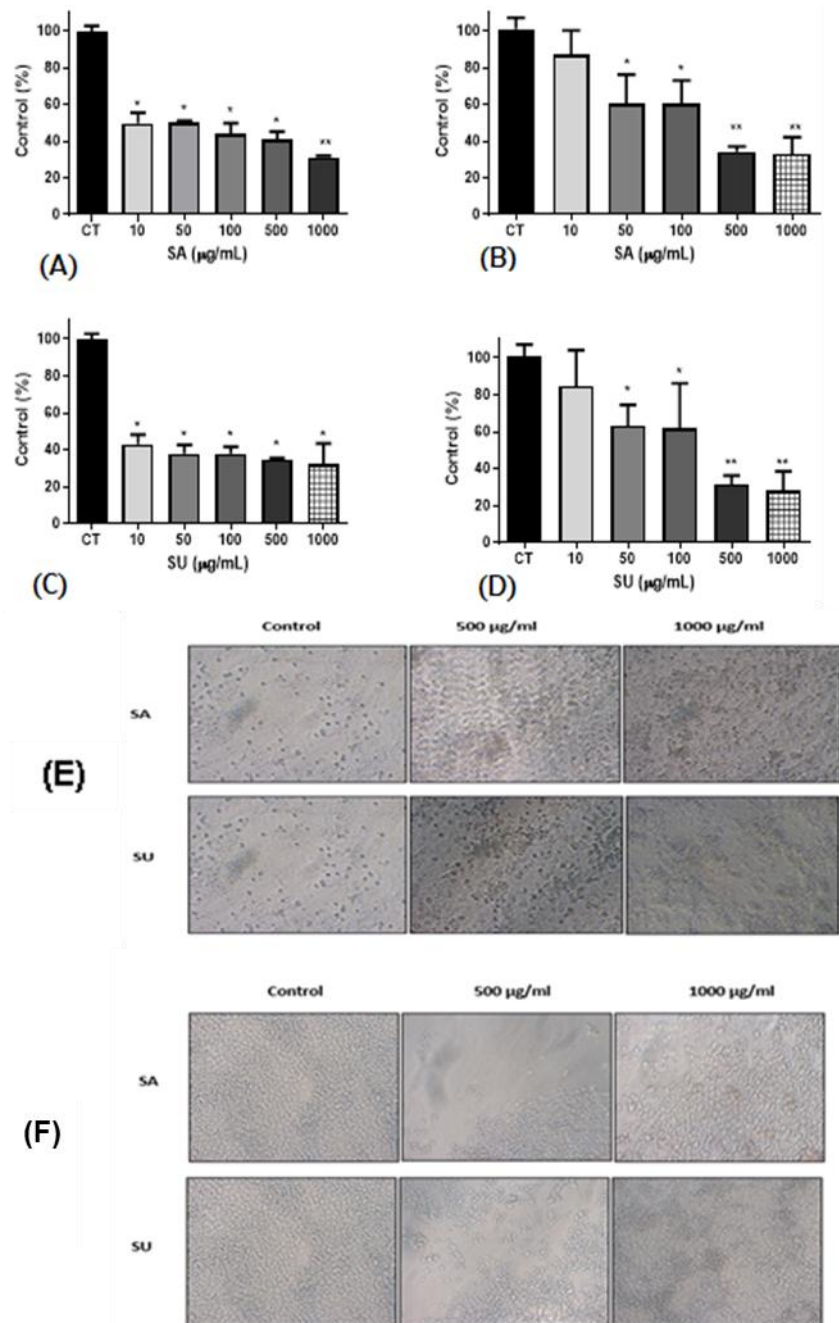 100
80
60
40
20
0
Control (%)
*
*
*
*
**
CT 10 50 100 500 1000
SA (µg/mL)
(A)
100
80
60
40
20
0
Control (%)
*
*
**
**
CT 10 50 100 500 1000
SA (µg/mL)
(B)
100
80
60
40
20
0
Control (%)
*
*
*
*
*
CT 10 50 100 500 1000
SU (µg/mL)
(C)
100
80
60
40
20
0
Control (%)
*
*
**
**
CT 10 50 100 500 1000
SU (µg/mL)
(D)
Control 500 µg/ml 1000 µg/ml
SA
(E)
SU
Control 500 µg/ml 1000 µg/ml
SA
(F)
SU